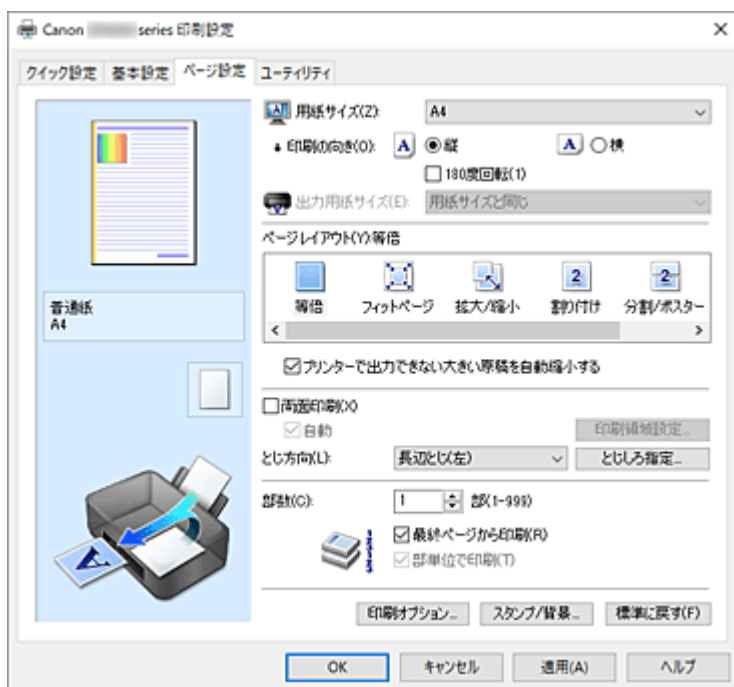 Canon series 印刷設定
クイック設定 基本設定 ページ設定 ユーティリティ
用紙サイズ(Z): A4
印刷の向き(O): A 縦 A 横
180度回転(1)
出力用紙サイズ(E): 用紙サイズと同じ
ページレイアウト(Y):等倍
等倍 フィットページ 拡大/縮小 割り付け 分割/ポスター
普通紙
A4
プリンターで出力できない大きい原稿を自動縮小する
両面印刷(X)
自動 印刷領域設定...
とじ方向(L): 長辺とじ(左) とじしろ指定...
部数(C): 1 部(1-999)
最終ページから印刷(R)
部単位で印刷(T)
印刷オプション... スタンプ/背景... 標準に戻す(F)
OK キャンセル 適用(A) ヘルプ